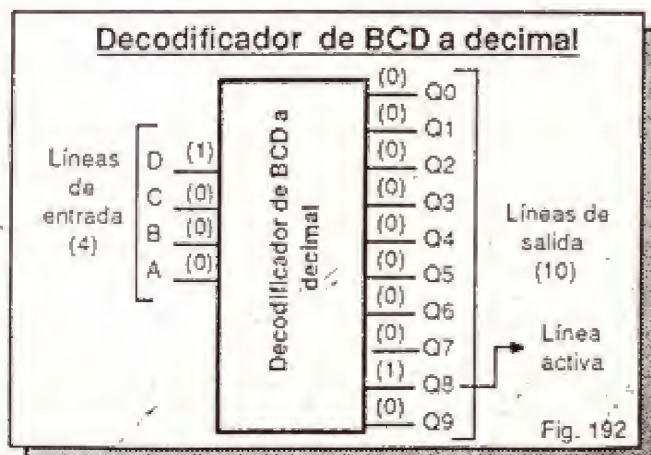 Decodificador de BCD a decimal
Líneas
de
entrada
(4)
D (1)
C (0)
B (0)
A (0)
Decodificador de BCD a
decimal
(0) Q0
(0) Q1
(0) Q2
(0) Q3
(0) Q4
(0) Q5
(0) Q6
(0) Q7
(1) Q8
(0) Q9
Líneas de
salida
(10)
Línea
activa
Fig. 192